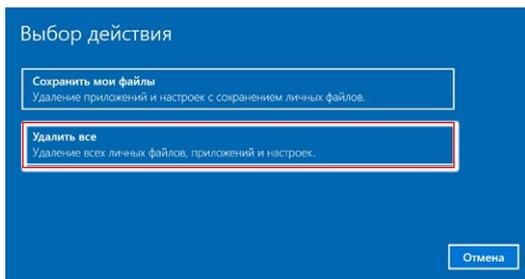 Выбор действия
Сохранить мои файлы
Удаление приложений и настроек с сохранением личных файлов.
Удалить все
Удаление всех личных файлов, приложений и настроек.
Отмена